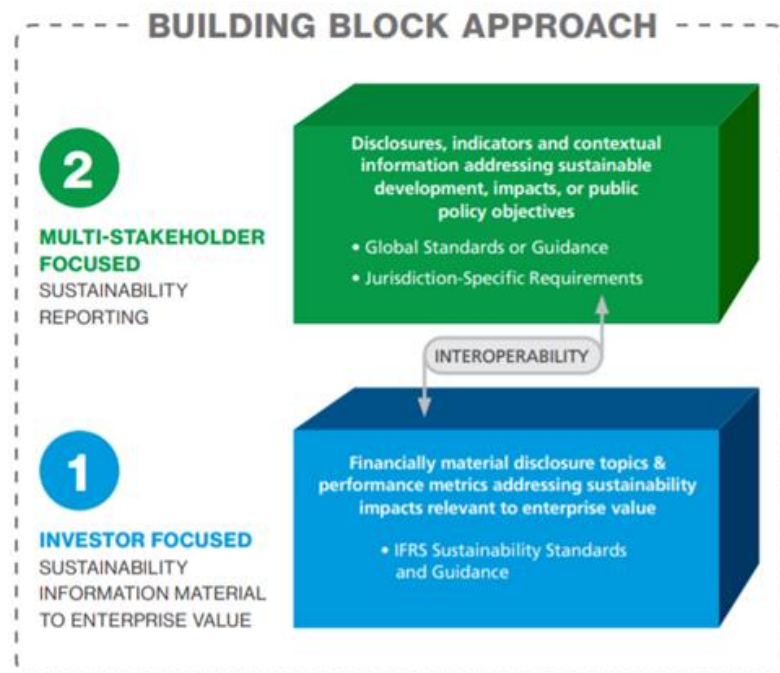 BUILDING BLOCK APPROACH
2
MULTI-STAKEHOLDER
FOCUSED
SUSTAINABILITY
REPORTING
Disclosures, indicators and contextual
information addressing sustainable
development, impacts, or public
policy objectives
• Global Standards or Guidance
• Jurisdiction-Specific Requirements
INTEROPERABILITY
1
INVESTOR FOCUSED
SUSTAINABILITY
INFORMATION MATERIAL
TO ENTERPRISE VALUE
Financially material disclosure topics &
performance metrics addressing sustainability
impacts relevant to enterprise value
• IFRS Sustainability Standards
and Guidance